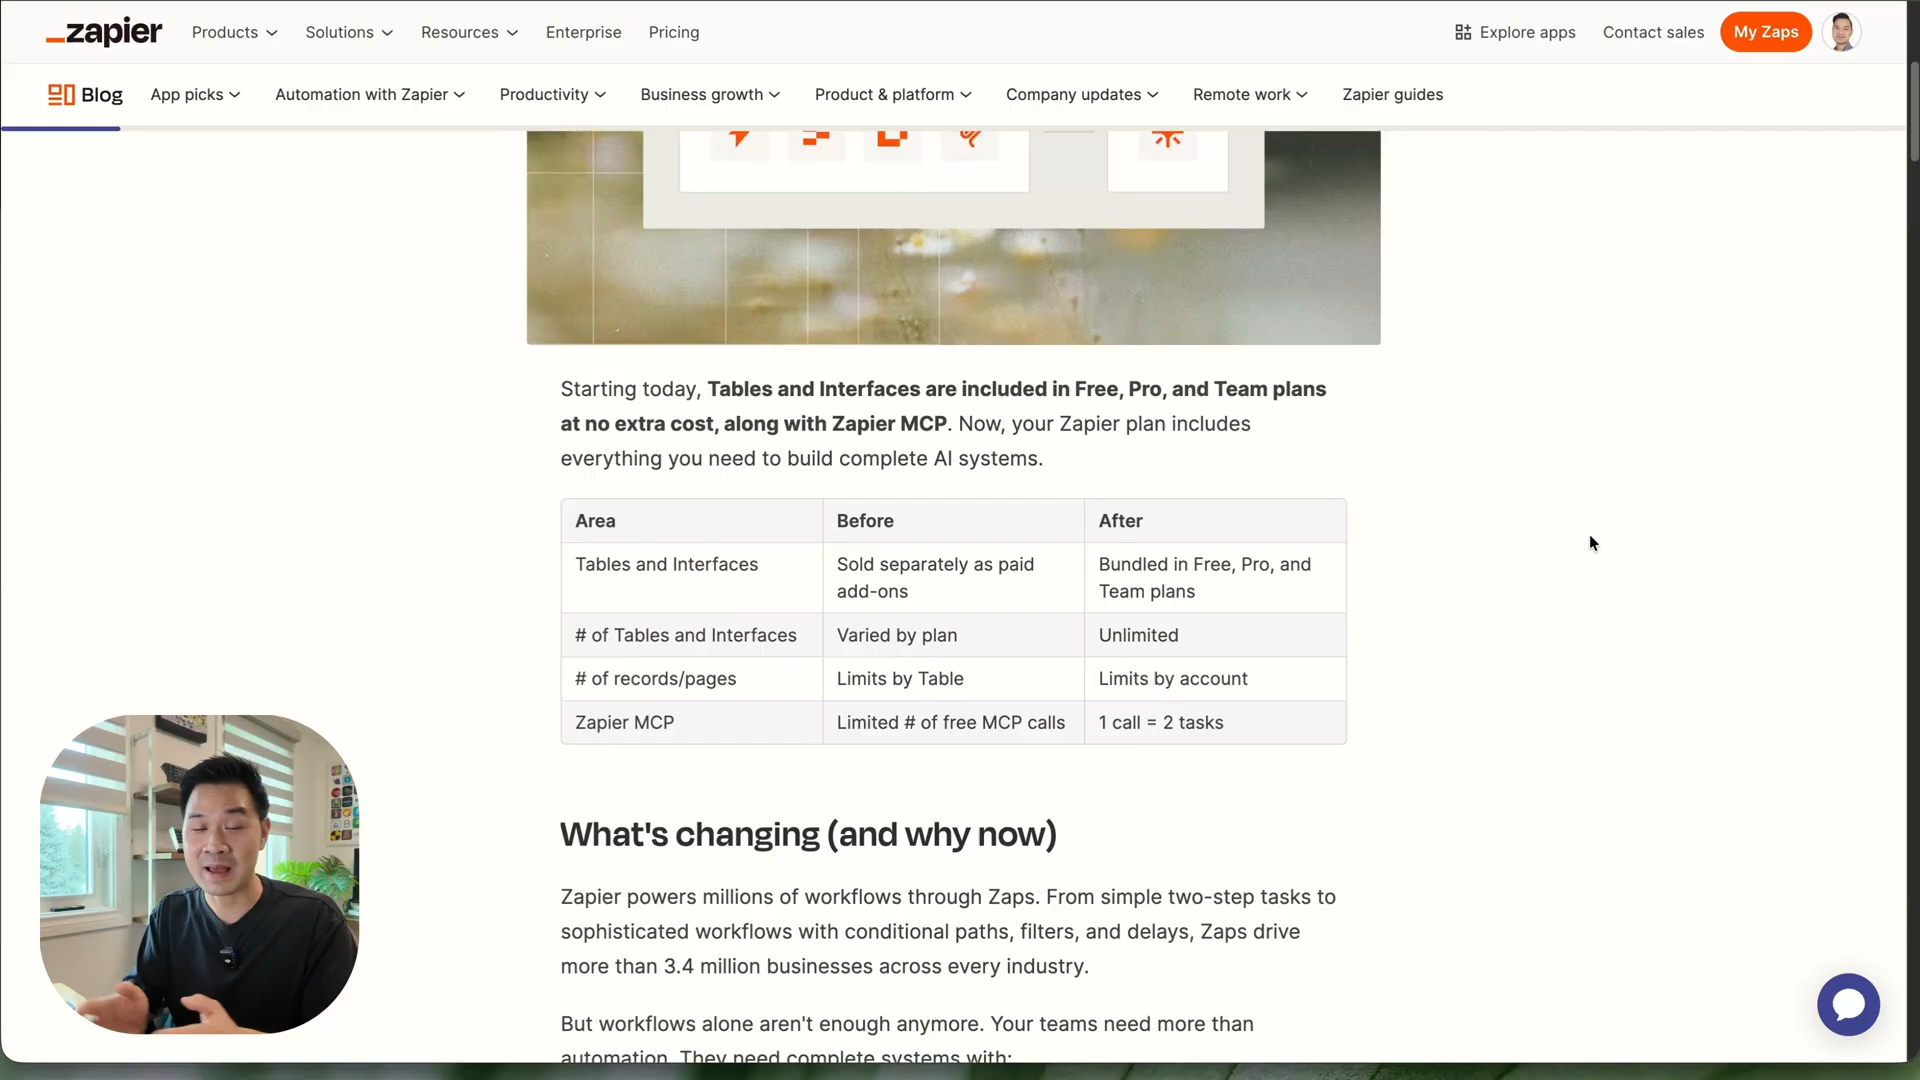 zapier
Products
Solutions
Resources
Enterprise
Pricing
Explore apps
Contact sales
My Zaps
Blog
App picks
Automation with Zapier
Productivity
Business growth
Product & platform
Company updates
Remote work
Zapier guides
Starting today, Tables and Interfaces are included in Free, Pro, and Team plans
at no extra cost, along with Zapier MCP. Now, your Zapier plan includes
everything you need to build complete AI systems.
Area Before After
Tables and Interfaces Sold separately as paid add-ons Bundled in Free, Pro, and Team plans
# of Tables and Interfaces Varied by plan Unlimited
# of records/pages Limits by Table Limits by account
Zapier MCP Limited # of free MCP calls 1 call = 2 tasks
What's changing (and why now)
Zapier powers millions of workflows through Zaps. From simple two-step tasks to
sophisticated workflows with conditional paths, filters, and delays, Zaps drive
more than 3.4 million businesses across every industry.
But workflows alone aren't enough anymore. Your teams need more than
automation. They need complete systems with: